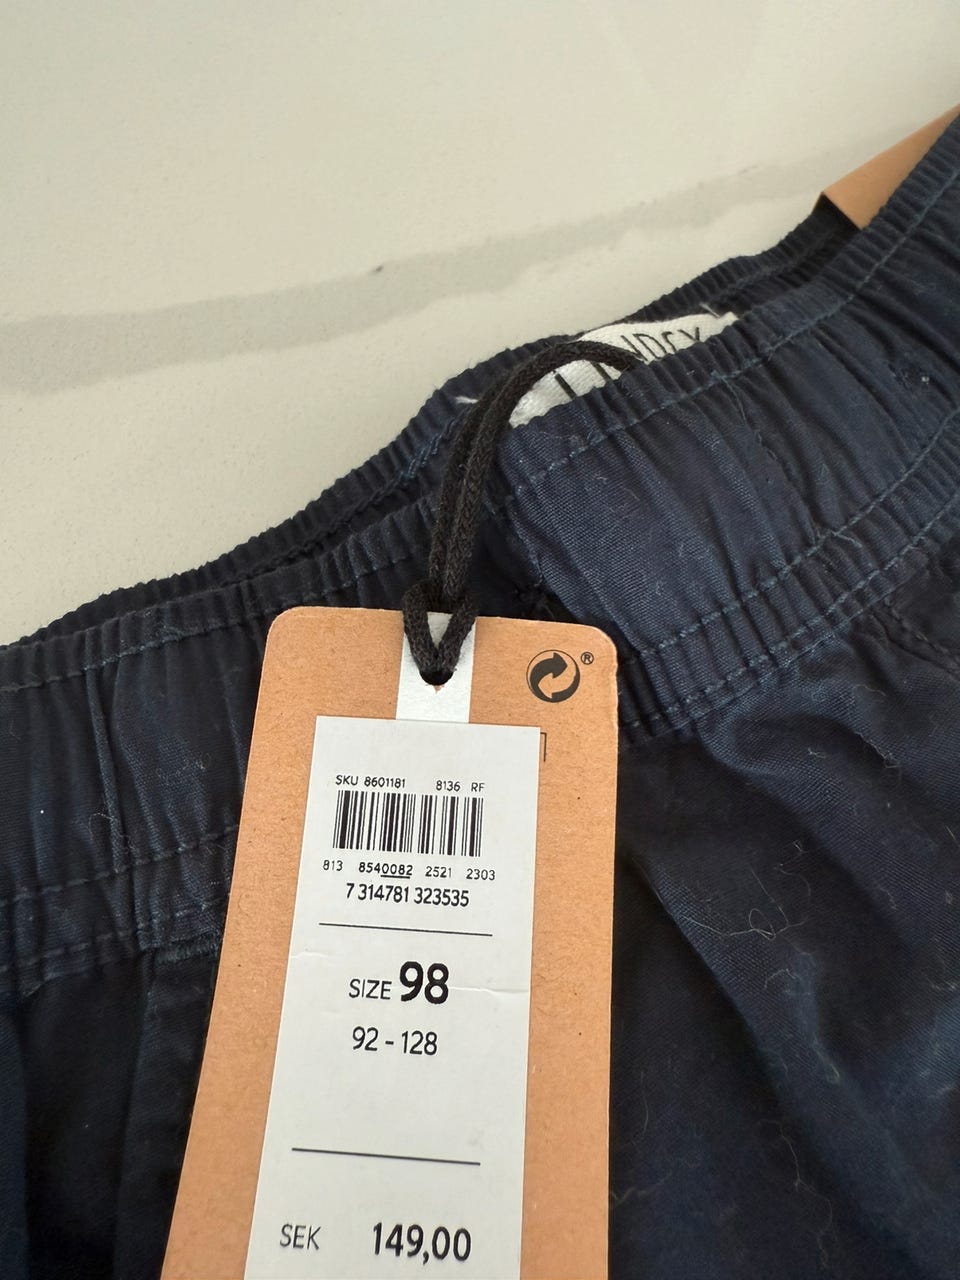 SKU 8601181 8136 RF
813 8540082 2521 2303
7 314781 323535
SIZE 98
92 - 128
SEK 149,00
®